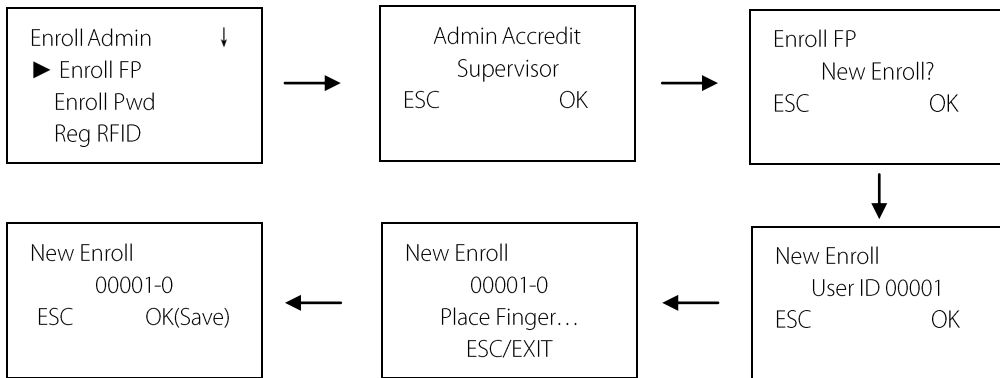 Enroll Admin ↓
► Enroll FP
Enroll Pwd
Reg RFID
Admin Accredit
Supervisor
ESC OK
Enroll FP
New Enroll?
ESC OK
New Enroll
User ID 00001
ESC OK
New Enroll
00001-0
Place Finger…
ESC/EXIT
New Enroll
00001-0
ESC OK(Save)